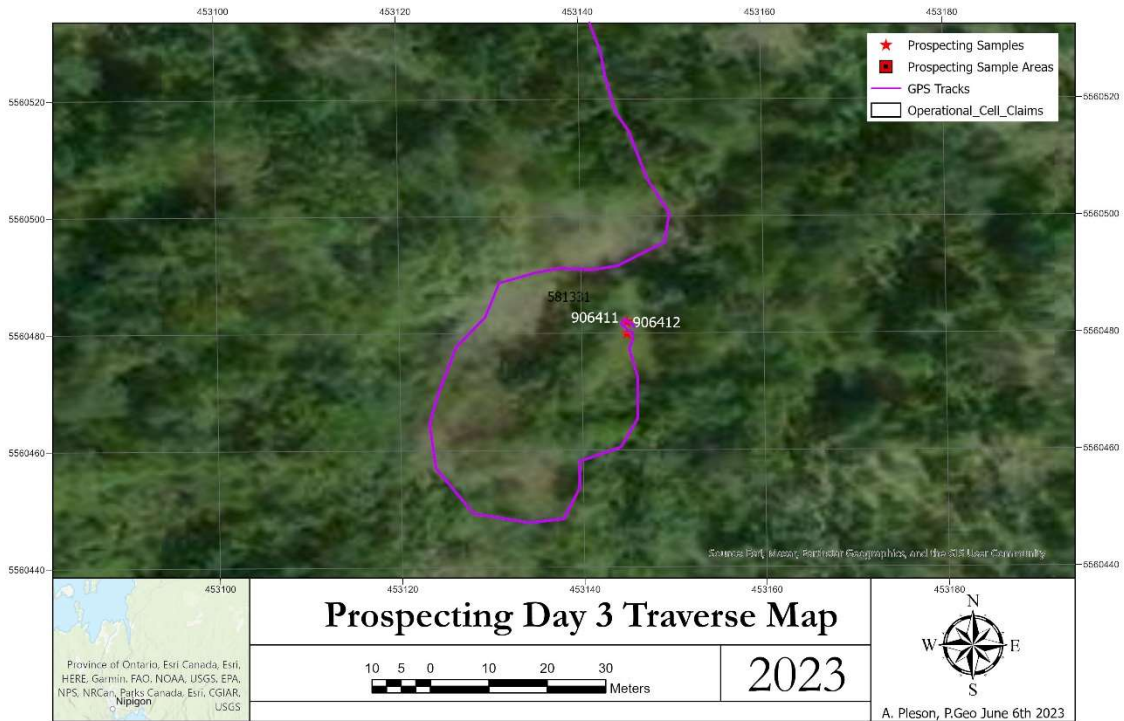 453100 453120 453140 453160 453180
Prospecting Samples
Prospecting Sample Areas
GPS Tracks
Operational_Cell_Claims
5560520 5560520
5560500 5560500
581331
906411 906412
5560480 5560480
5560460 5560460
Source: Esri, Maxar, Earthstar Geographics, and the GIS User Community
5560440 5560440
453100 453120 453140 453160 453180
Province of Ontario, Esri Canada, Esri,
HERE, Garmin, FAO, NOAA, USGS, EPA,
NPS, NRCan, Parks Canada, Esri, CGIAR,
USGS
Nipigon
Prospecting Day 3 Traverse Map
10 5 0 10 20 30
Meters
2023
N
W E
S
A. Pleson, P.Geo June 6th 2023